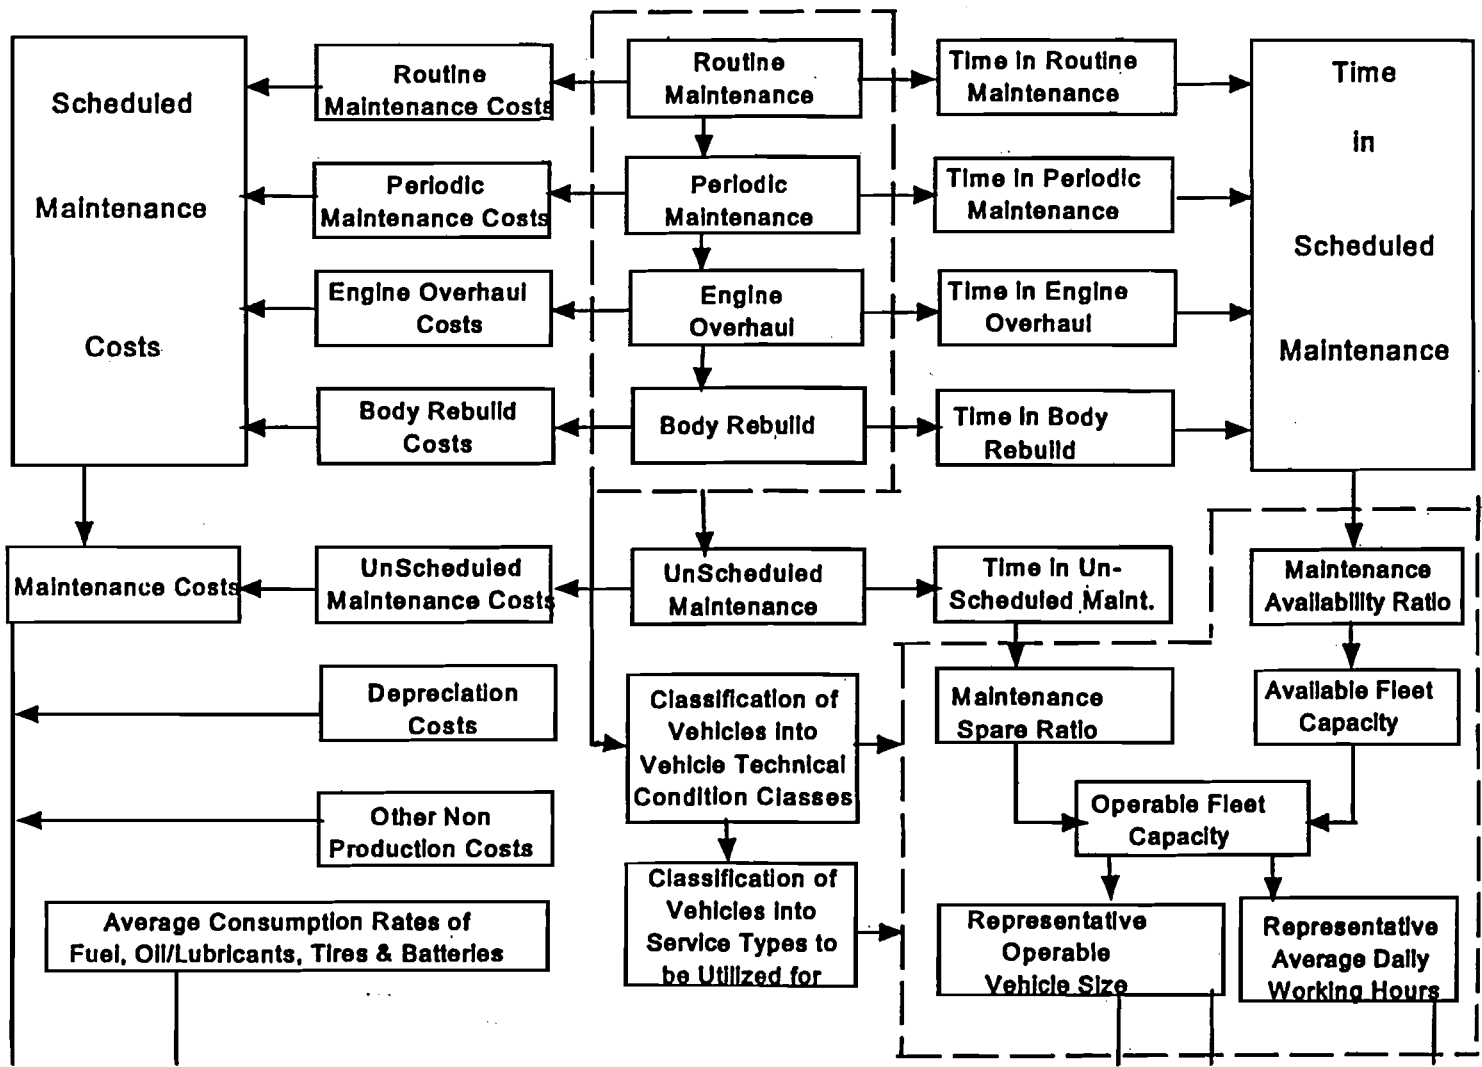 Scheduled
Maintenance
Costs
Routine
Maintenance Costs
Routine
Maintenance
Time in Routine
Maintenance
Time
in
Scheduled
Maintenance
Periodic
Maintenance Costs
Periodic
Maintenance
Time in Periodic
Maintenance
Engine Overhaul
Costs
Engine
Overhaul
Time in Engine
Overhaul
Body Rebuild
Costs
Body Rebuild
Time in Body
Rebuild
Maintenance Costs
UnScheduled
Maintenance Costs
UnScheduled
Maintenance
Time in Un-
Scheduled Maint.
Maintenance
Availability Ratio
Depreciation
Costs
Classification of
Vehicles into
Vehicle Technical
Condition Classes
Maintenance
Spare Ratio
Available Fleet
Capacity
Other Non
Production Costs
Operable Fleet
Capacity
Average Consumption Rates of
Fuel, Oil/Lubricants, Tires & Batteries
Classification of
Vehicles into
Service Types to
be Utilized for
Representative
Operable
Vehicle Size
Representative
Average Daily
Working Hours